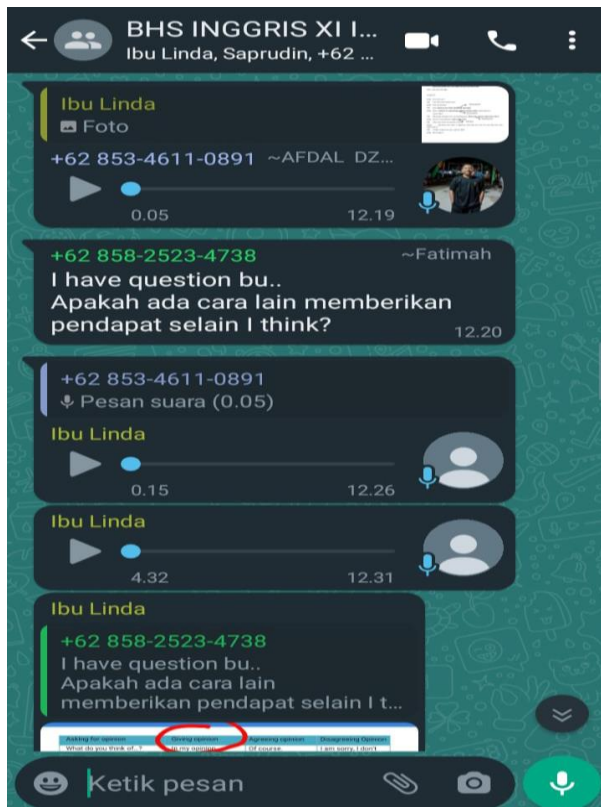 BHS INGGRIS XI I...
Ibu Linda, Saprudin, +62 ...
Ibu Linda
Foto
+62 853-4611-0891 ~AFDAL DZ...
0.05 12.19
+62 858-2523-4738 ~Fatimah
I have question bu..
Apakah ada cara lain memberikan
pendapat selain I think?
12.20
+62 853-4611-0891
Pesan suara (0.05)
Ibu Linda
0.15 12.26
Ibu Linda
4.32 12.31
Ibu Linda
+62 858-2523-4738
I have question bu..
Apakah ada cara lain
memberikan pendapat selain I t...
Asking for opinion Giving opinion Agreeing opinion Disagreeing Opinion
What do you think of...? In my opinion Of course. I am sorry, I don't
Ketik pesan